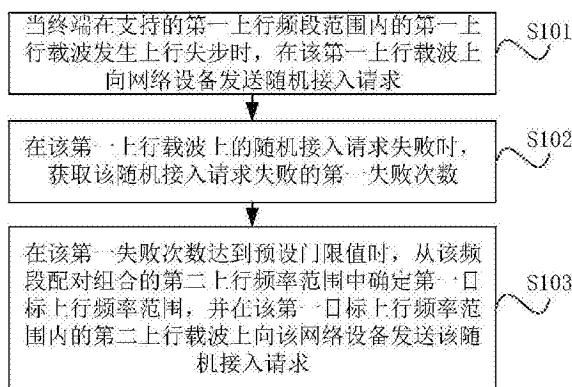 当终端在支持的第一上行频段范围内的第一上
行载波发生上行失步时，在该第一上行载波上
向网络设备发送随机接入请求
S101
在该第一上行载波上的随机接入请求失败时，
获取该随机接入请求失败的第一失败次数
S102
在该第一失败次数达到预设门限值时，从该频
段配对组合的第二上行频率范围中确定第一目
标上行频率范围，并在该第一目标上行频率范
围内的第二上行载波上向该网络设备发送该随
机接入请求
S103